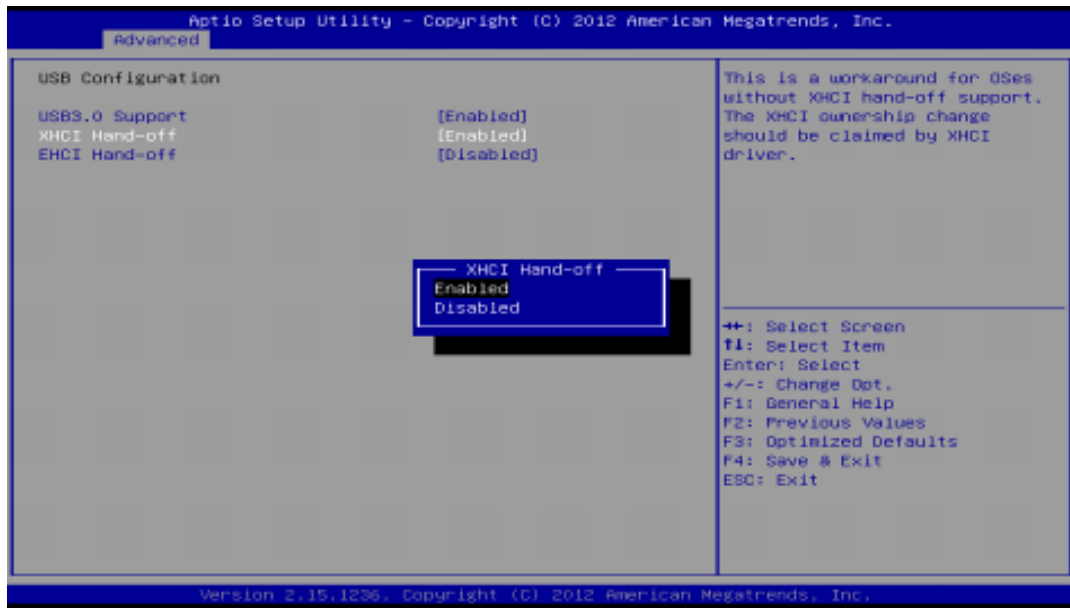 Aptio Setup Utility - Copyright (C) 2012 American Megatrends, Inc.
Advanced
USB Configuration
USB3.0 Support [Enabled]
XHCI Hand-off [Enabled]
EHCI Hand-off [Disabled]
This is a workaround for OSes
without XHCI hand-off support.
The XHCI ownership change
should be claimed by XHCI
driver.
XHCI Hand-off
Enabled
Disabled
→←: Select Screen
↑↓: Select Item
Enter: Select
+/-: Change Opt.
F1: General Help
F2: Previous Values
F3: Optimized Defaults
F4: Save & Exit
ESC: Exit
Version 2.15.1236. Copyright (C) 2012 American Megatrends, Inc.